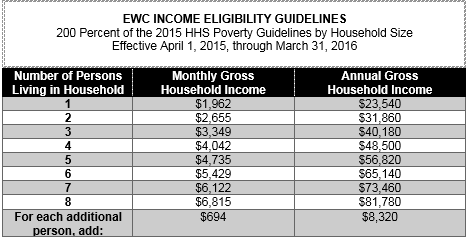 EWC INCOME ELIGIBILITY GUIDELINES
200 Percent of the 2015 HHS Poverty Guidelines by Household Size
Effective April 1, 2015, through March 31, 2016
Number of Persons Living in Household Monthly Gross Household Income Annual Gross Household Income
1 $1,962 $23,540
2 $2,655 $31,860
3 $3,349 $40,180
4 $4,042 $48,500
5 $4,735 $56,820
6 $5,429 $65,140
7 $6,122 $73,460
8 $6,815 $81,780
For each additional person, add: $694 $8,320